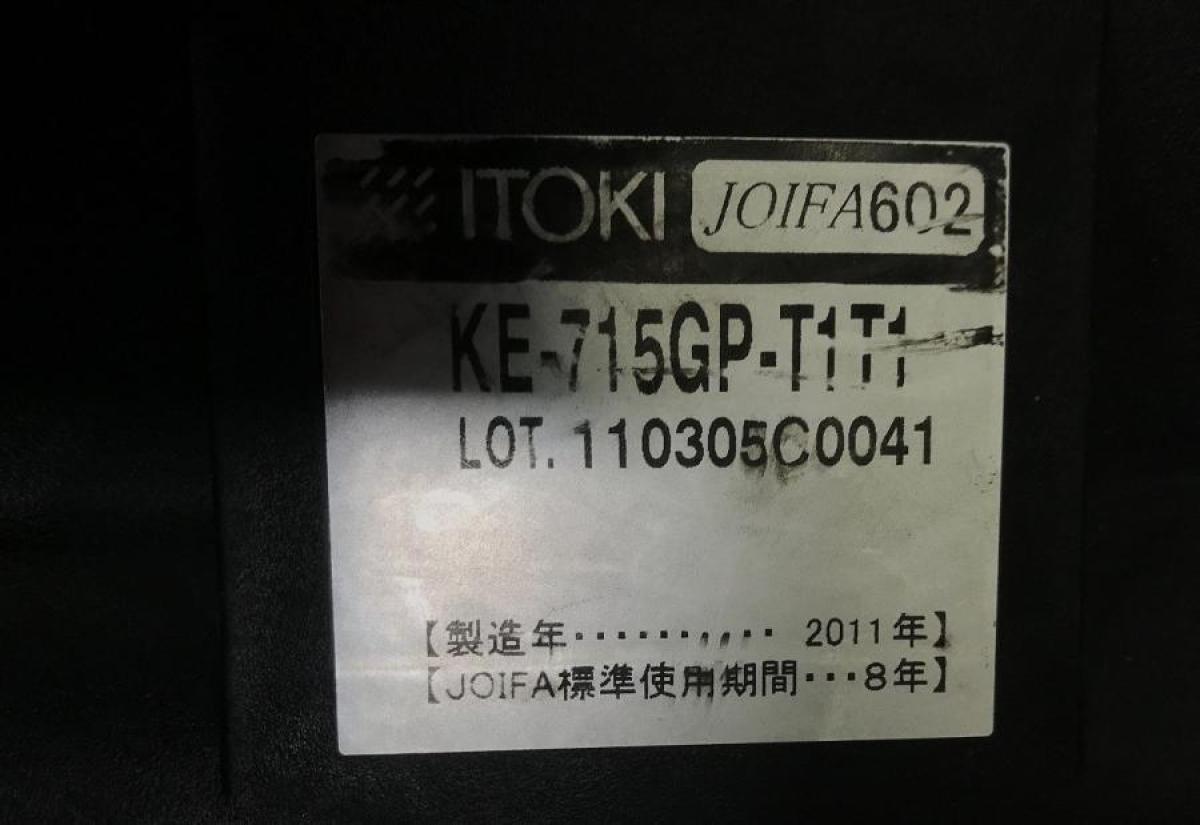 ITOKI JOIFA602
KE-715GP-T1T1
LOT. 110305C0041
【製造年・・・・・・・・・・・ 2011年】
【JOIFA標準使用期間・・・8年】